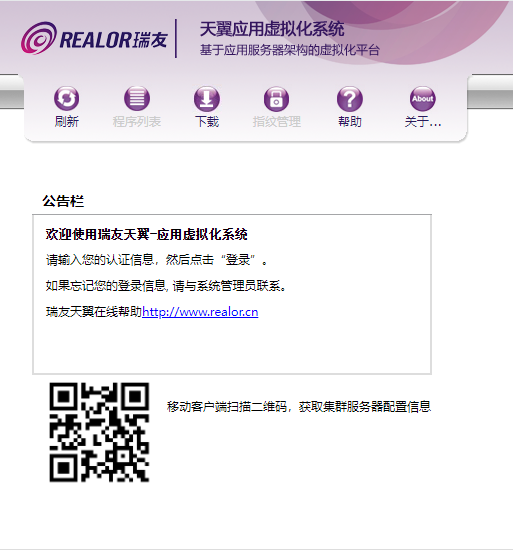 REALOR瑞友
天翼应用虚拟化系统
基于应用服务器架构的虚拟化平台
刷新
程序列表
下载
指纹管理
帮助
About
关于...
公告栏
欢迎使用瑞友天翼-应用虚拟化系统
请输入您的认证信息，然后点击“登录”。
如果忘记您的登录信息, 请与系统管理员联系。
瑞友天翼在线帮助http://www.realor.cn
移动客户端扫描二维码，获取集群服务器配置信息